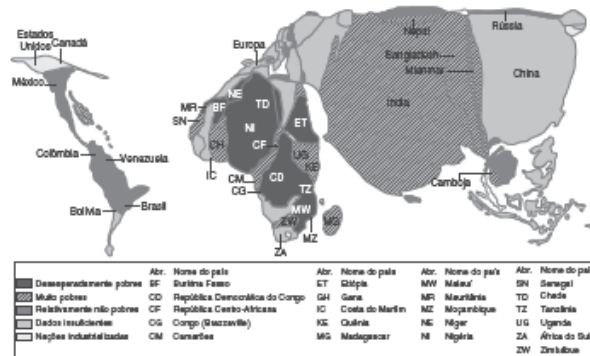 Estados
Unidos
Canadá
México
Colômbia
Venezuela
Bolívia
Brasil
Europa
Nepal
Rússia
Bangladesh
Mianmar
China
Índia
Camboja
NE
TD
MR
BF
SN
ET
NI
CF
GH
UG
KE
IC
CM
CG
CD
TZ
MW
ZW
MZ
MG
ZA
Desesperadamente pobres
Muito pobres
Relativamente não pobres
Dados insuficientes
Nações industrializadas
Abr. Nome do país
BF Burkina Fasso
CD República Democrática do Congo
CF República Centro-Africana
CG Congo (Brazzaville)
CM Camarões
Abr. Nome do país
ET Etiópia
GH Gana
IC Costa do Marfim
KE Quênia
MG Madagascar
Abr. Nome do país
MW Malauí
MR Mauritânia
MZ Moçambique
NE Níger
NI Nigéria
Abr. Nome do país
SN Senegal
TD Chade
TZ Tanzânia
UG Uganda
ZA África do Sul
ZW Zimbábue